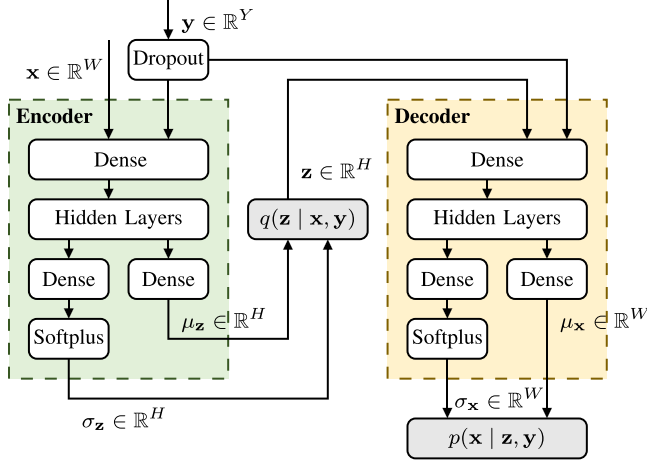 y ∈ ℝ^Y
Dropout
x ∈ ℝ^W
Encoder
Dense
Hidden Layers
Dense
Dense
Softplus
μ_z ∈ ℝ^H
σ_z ∈ ℝ^H
z ∈ ℝ^H
q(z | x, y)
Decoder
Dense
Hidden Layers
Dense
Dense
Softplus
μ_x ∈ ℝ^W
σ_x ∈ ℝ^W
p(x | z, y)